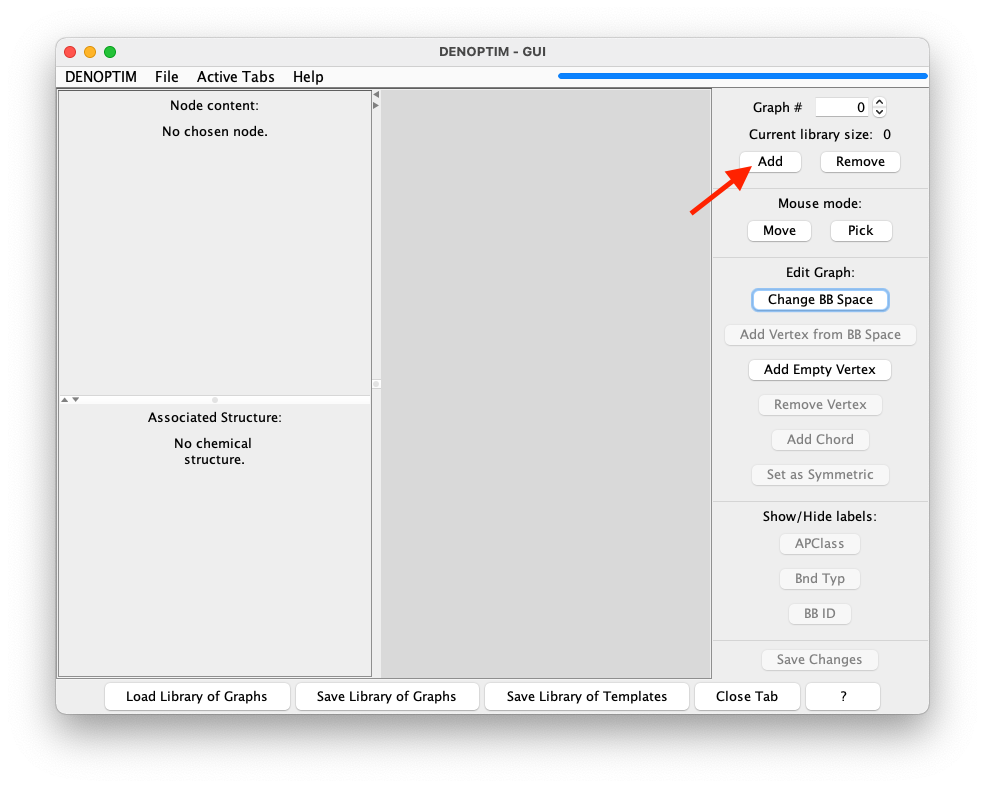 DENOPTIM - GUI
DENOPTIM File Active Tabs Help
Node content:
No chosen node.
Associated Structure:
No chemical
structure.
Graph # 0
Current library size: 0
Add Remove
Mouse mode:
Move Pick
Edit Graph:
Change BB Space
Add Vertex from BB Space
Add Empty Vertex
Remove Vertex
Add Chord
Set as Symmetric
Show/Hide labels:
APClass
Bnd Typ
BB ID
Save Changes
Load Library of Graphs Save Library of Graphs Save Library of Templates Close Tab ?